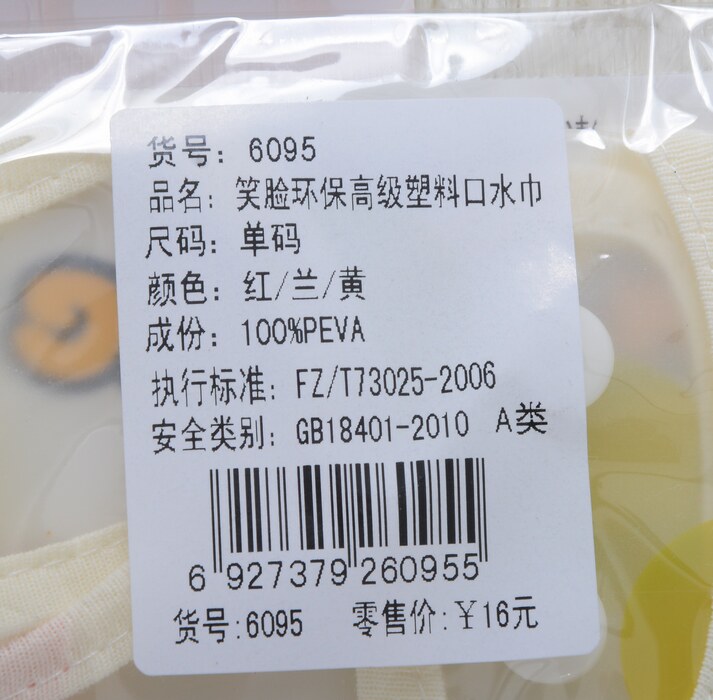 货号: 6095
品名: 笑脸环保高级塑料口水巾
尺码: 单码
颜色: 红/兰/黄
成份: 100%PEVA
执行标准: FZ/T73025-2006
安全类别: GB18401-2010 A类
6 927379 260955
货号:6095 零售价:￥16元